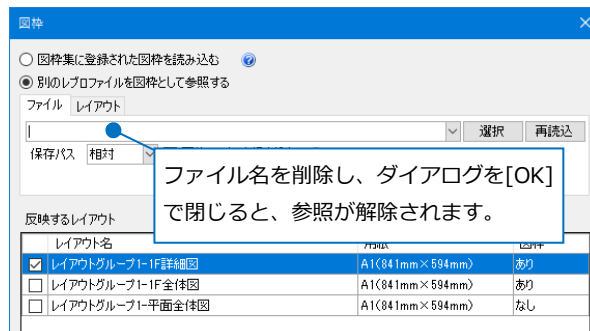 図枠
図枠集に登録された図枠を読み込む
別のレブロファイルを図枠として参照する
ファイル レイアウト
選択 再読込
保存パス 相対
ファイル名を削除し、ダイアログを[OK]
で閉じると、参照が解除されます。
反映するレイアウト
レイアウト名 用紙 図枠
レイアウトグループ1-1F詳細図 A1(841mm×594mm) あり
レイアウトグループ1-1F全体図 A1(841mm×594mm) あり
レイアウトグループ1-平面全体図 A1(841mm×594mm) なし